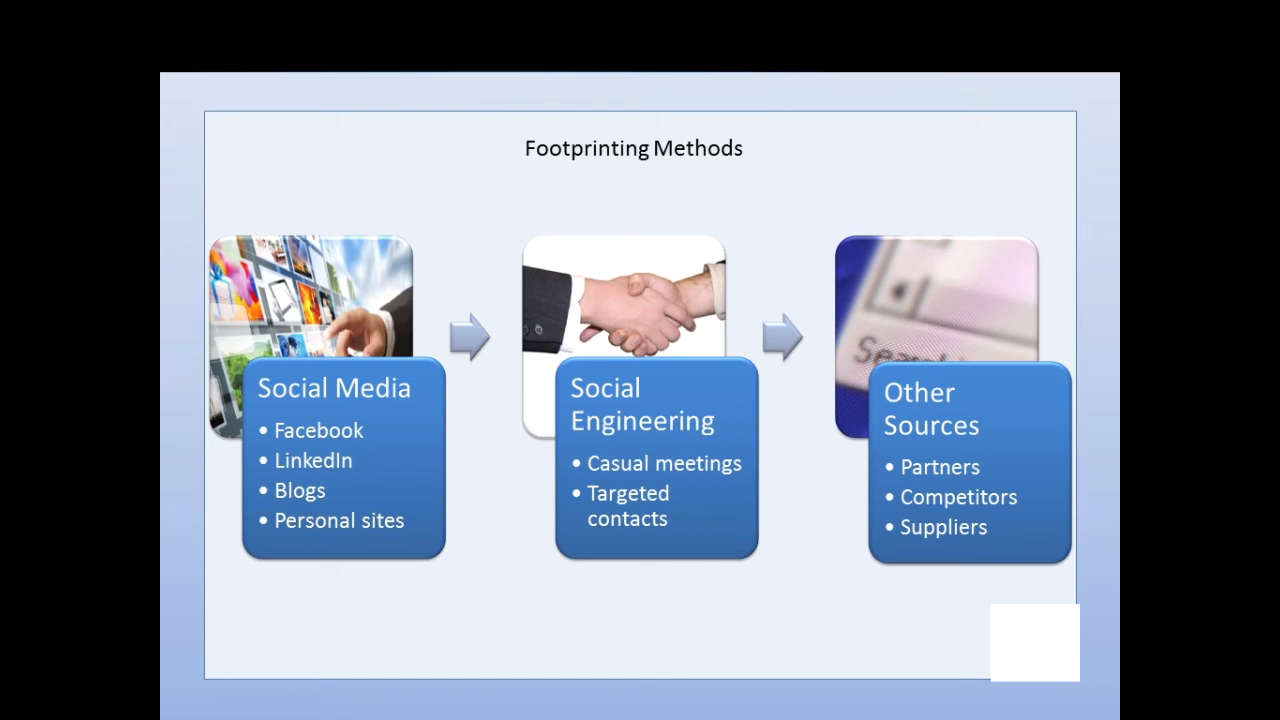 Footprinting Methods
Social Media
• Facebook
• LinkedIn
• Blogs
• Personal sites
Social
Engineering
• Casual meetings
• Targeted
contacts
Other
Sources
• Partners
• Competitors
• Suppliers